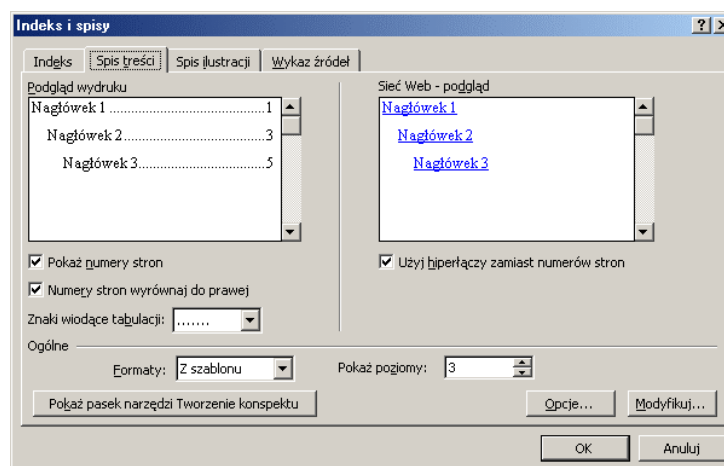 Indeks i spisy
Indeks Spis treści Spis ilustracji Wykaz źródeł
Podgląd wydruku
Nagłówek 1..........................................1
Nagłówek 2.....................................3
Nagłówek 3.................................5
Sieć Web - podgląd
Nagłówek 1
Nagłówek 2
Nagłówek 3
Pokaż numery stron
Numery stron wyrównaj do prawej
Znaki wiodące tabulacji: .......
Użyj hiperłączy zamiast numerów stron
Ogólne
Formaty: Z szablonu Pokaż poziomy: 3
Pokaż pasek narzędzi Tworzenie konspektu Opcje... Modyfikuj...
OK Anuluj